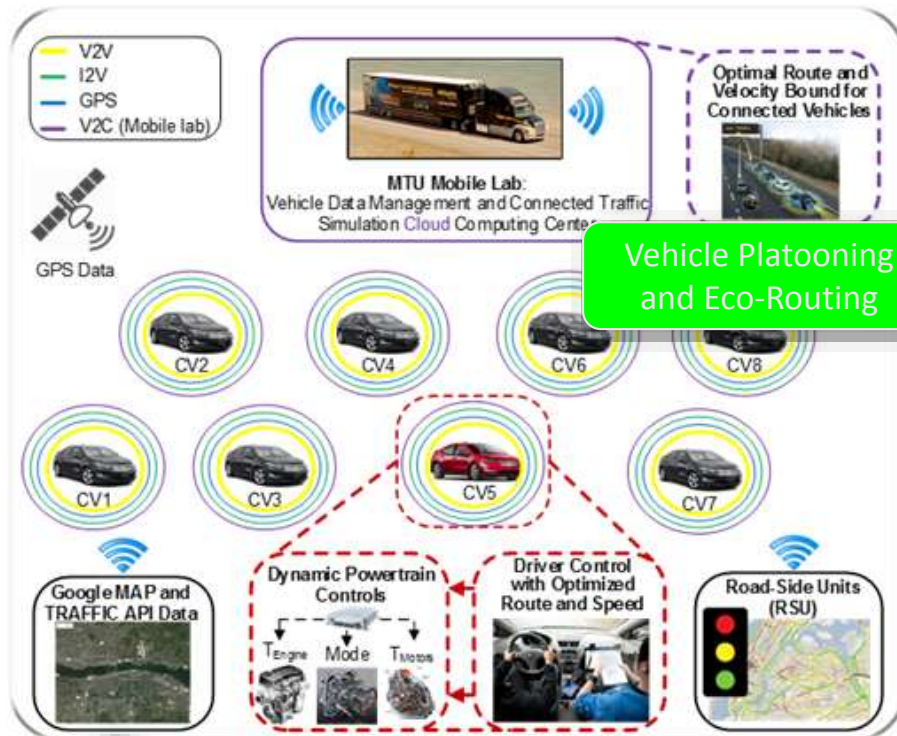 V2V
I2V
GPS
V2C (Mobile lab)
GPS Data
MTU Mobile Lab:
Vehicle Data Management and Connected Traffic
Simulation Cloud Computing Center
Optimal Route and
Velocity Bound for
Connected Vehicles
Vehicle Platooning
and Eco-Routing
CV2
CV4
CV6
CV8
CV1
CV3
CV5
CV7
Google MAP and
TRAFFIC API Data
Dynamic Powertrain
Controls
TEngine
Mode
TMotors
Driver Control
with Optimized
Route and Speed
Road-Side Units
(RSU)